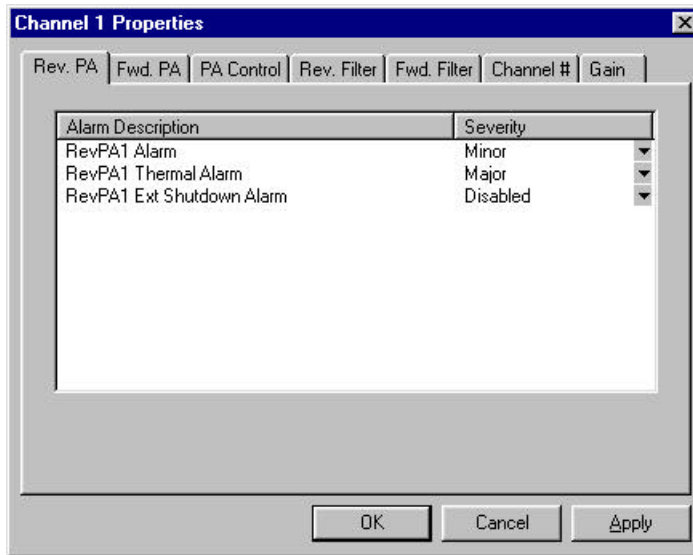 Channel 1 Properties
Rev. PA Fwd. PA PA Control Rev. Filter Fwd. Filter Channel # Gain
Alarm Description Severity
RevPA1 Alarm Minor
RevPA1 Thermal Alarm Major
RevPA1 Ext Shutdown Alarm Disabled
OK Cancel Apply